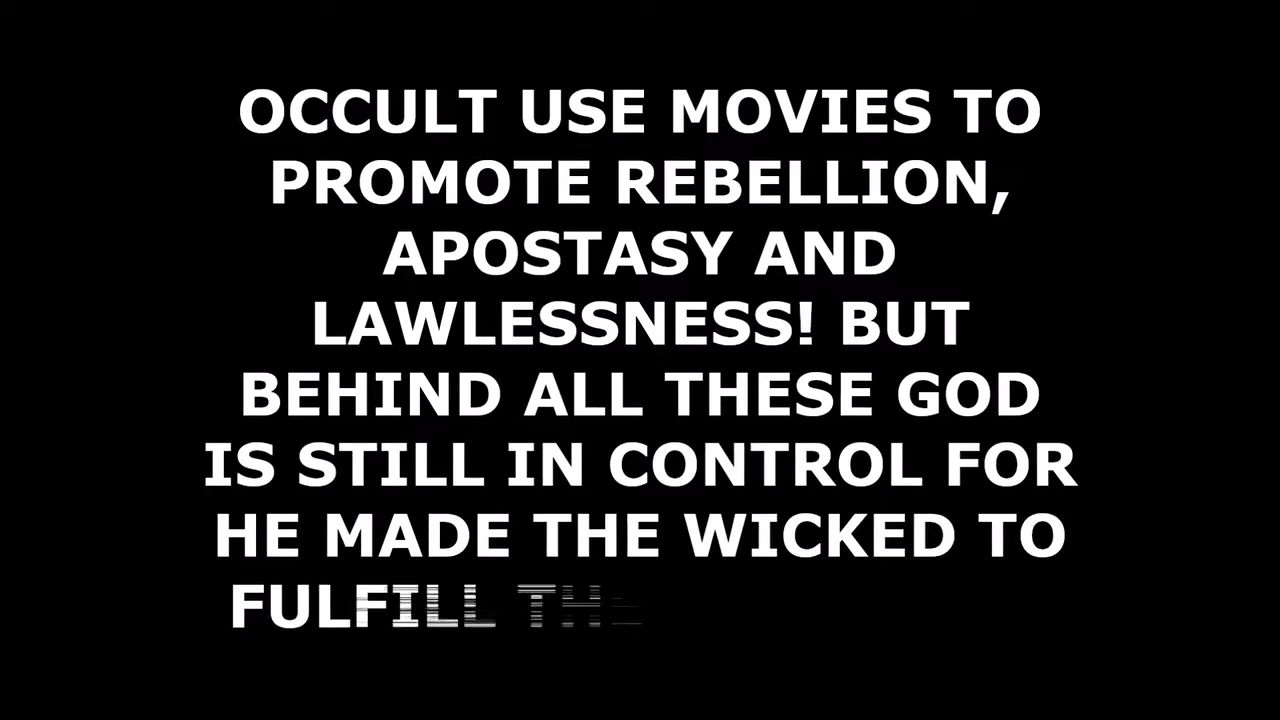 OCCULT USE MOVIES TO
PROMOTE REBELLION,
APOSTASY AND
LAWLESSNESS! BUT
BEHIND ALL THESE GOD
IS STILL IN CONTROL FOR
HE MADE THE WICKED TO
FULFILL